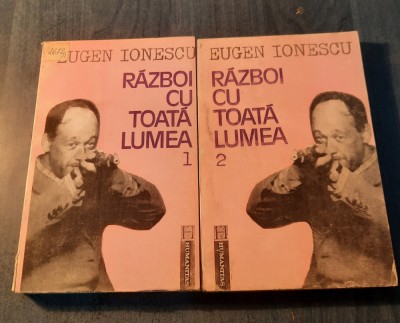 EUGEN IONESCU
RĂZBOI
CU
TOATĂ
LUMEA
1
HUMANITAS
EUGEN IONESCU
RĂZBOI
CU
TOATĂ
LUMEA
2
HUMANITAS